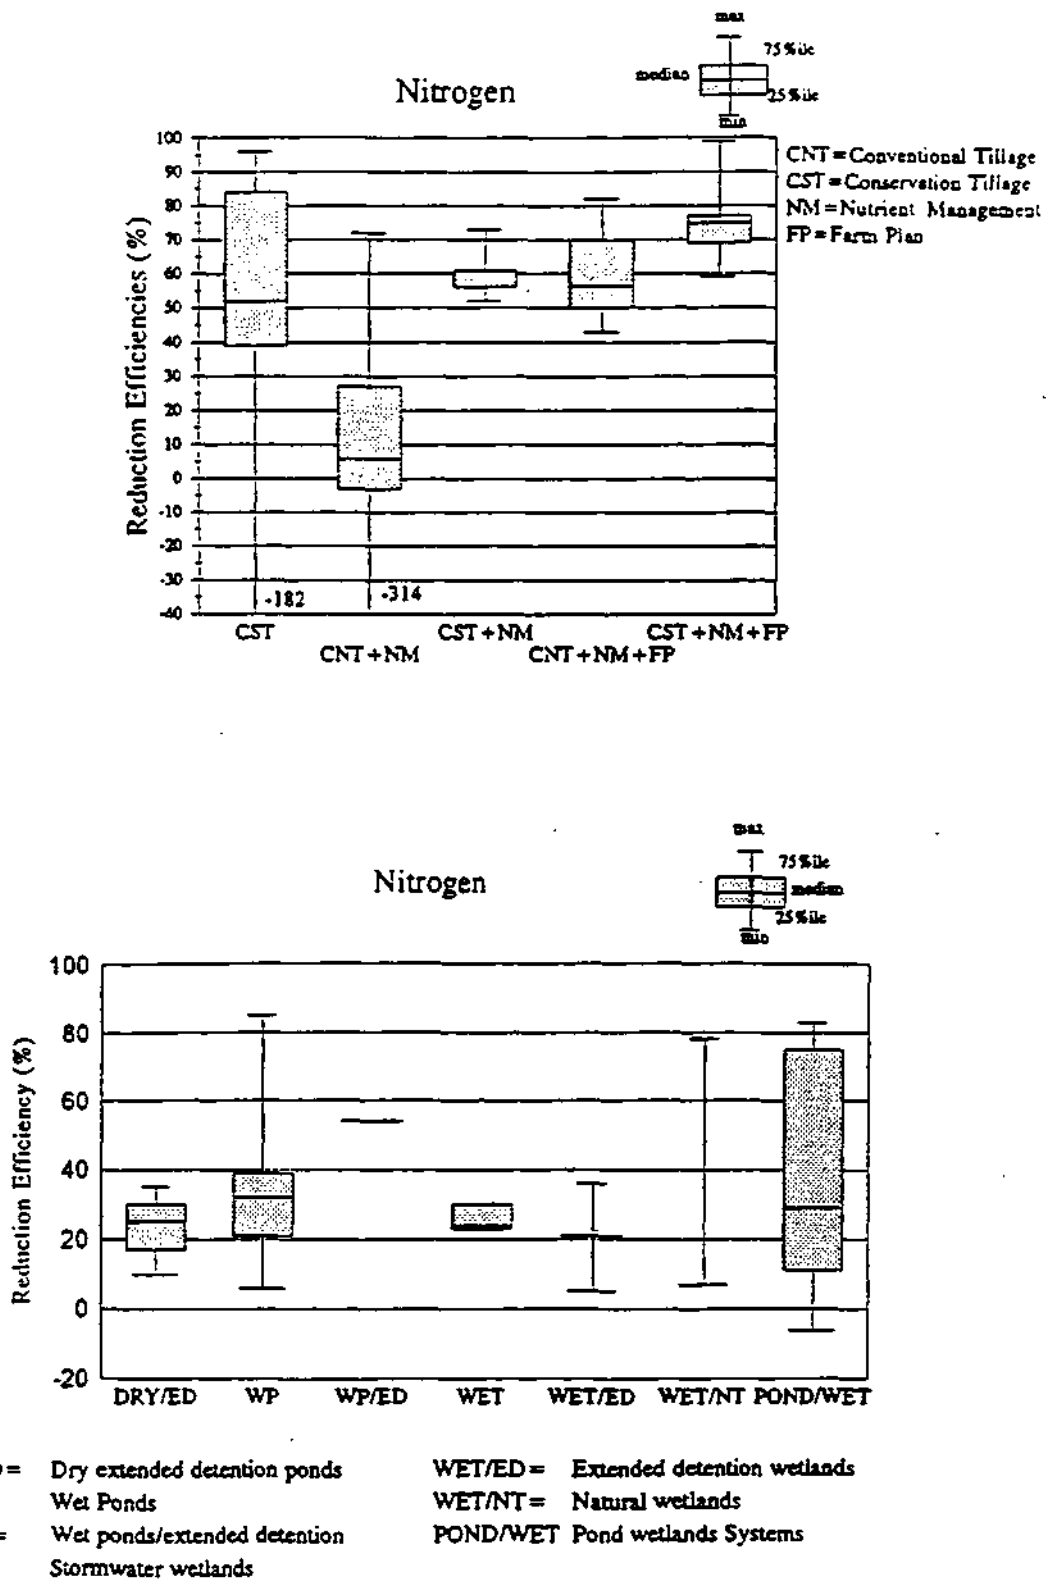 max
75%ile
median
25%ile
min
Nitrogen
CNT=Conventional Tillage
CST=Conservation Tillage
NM=Nutrient Management
FP=Farm Plan
Reduction Efficiencies (%)
100
90
80
70
60
50
40
30
20
10
0
-10
-20
-30
-40
-182
-314
CST
CNT+NM
CST+NM
CNT+NM+FP
CST+NM+FP
max
75%ile
median
25%ile
min
Nitrogen
Reduction Efficiency (%)
100
80
60
40
20
0
-20
DRY/ED WP WP/ED WET WET/ED WET/NT POND/WET
= Dry extended detention ponds
Wet Ponds
= Wet ponds/extended detention
Stormwater wetlands
WET/ED= Extended detention wetlands
WET/NT= Natural wetlands
POND/WET Pond wetlands Systems